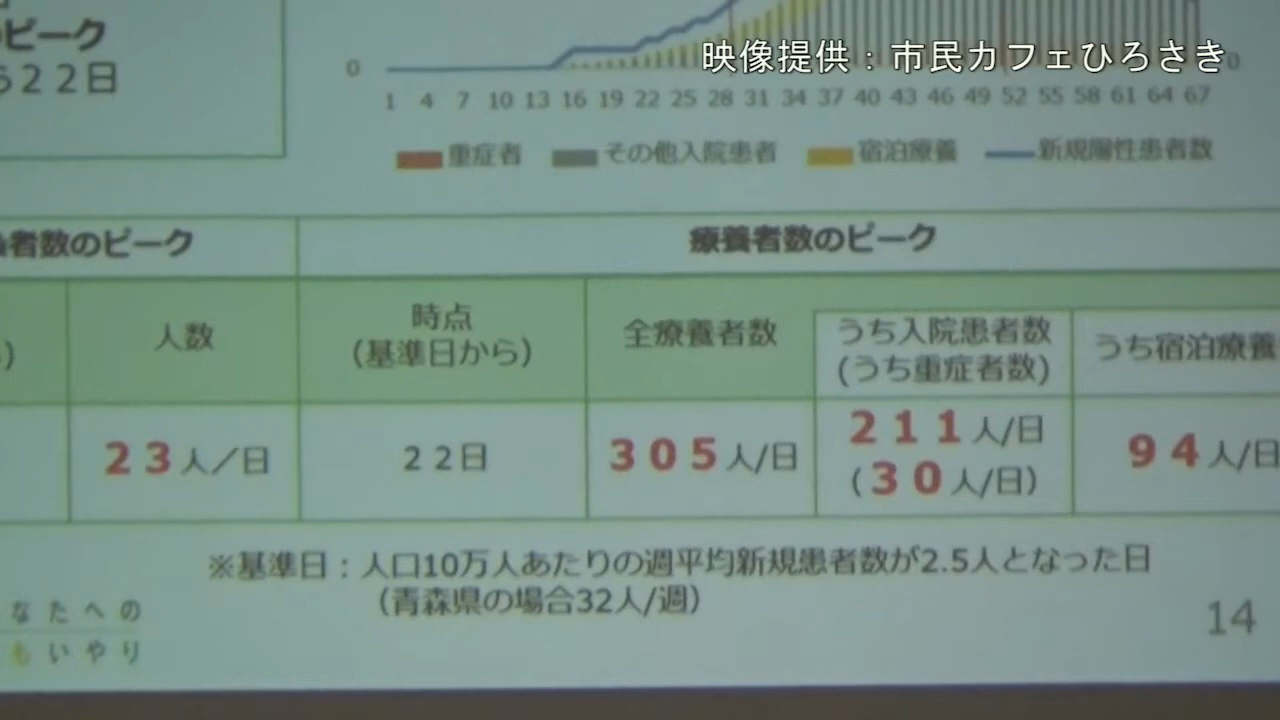 のピーク
ら２２日
映像提供：市民カフェひろさき
0
0
1 4 7 10 13 16 19 22 25 28 31 34 37 40 43 46 49 52 55 58 61 64 67
重症者 その他入院患者 宿泊療養 新規陽性患者数
者数のピーク
療養者数のピーク
人数
時点
（基準日から）
全療養者数
うち入院患者数
(うち重症者数)
うち宿泊療養
２３人／日
２２日
３０５人/日
２１１人/日
（３０人/日）
９４人/日
※基準日：人口10万人あたりの週平均新規患者数が2.5人となった日
（青森県の場合32人/週）
なたへの
もいやり
14